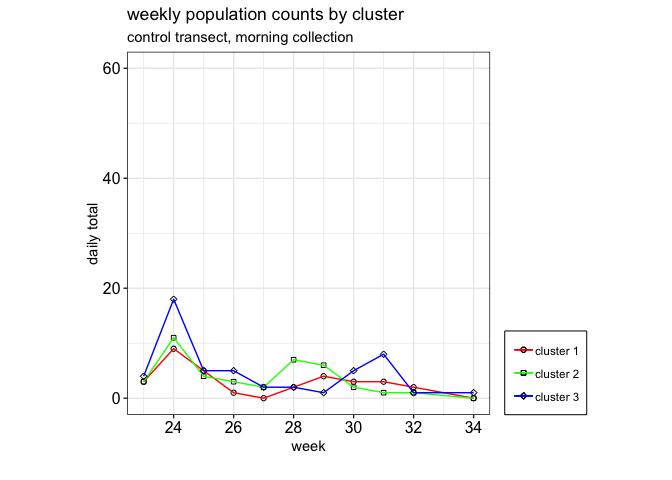 weekly population counts by cluster
control transect, morning collection
60
40
20
0
daily total
24 26 28 30 32 34
week
cluster 1
cluster 2
cluster 3